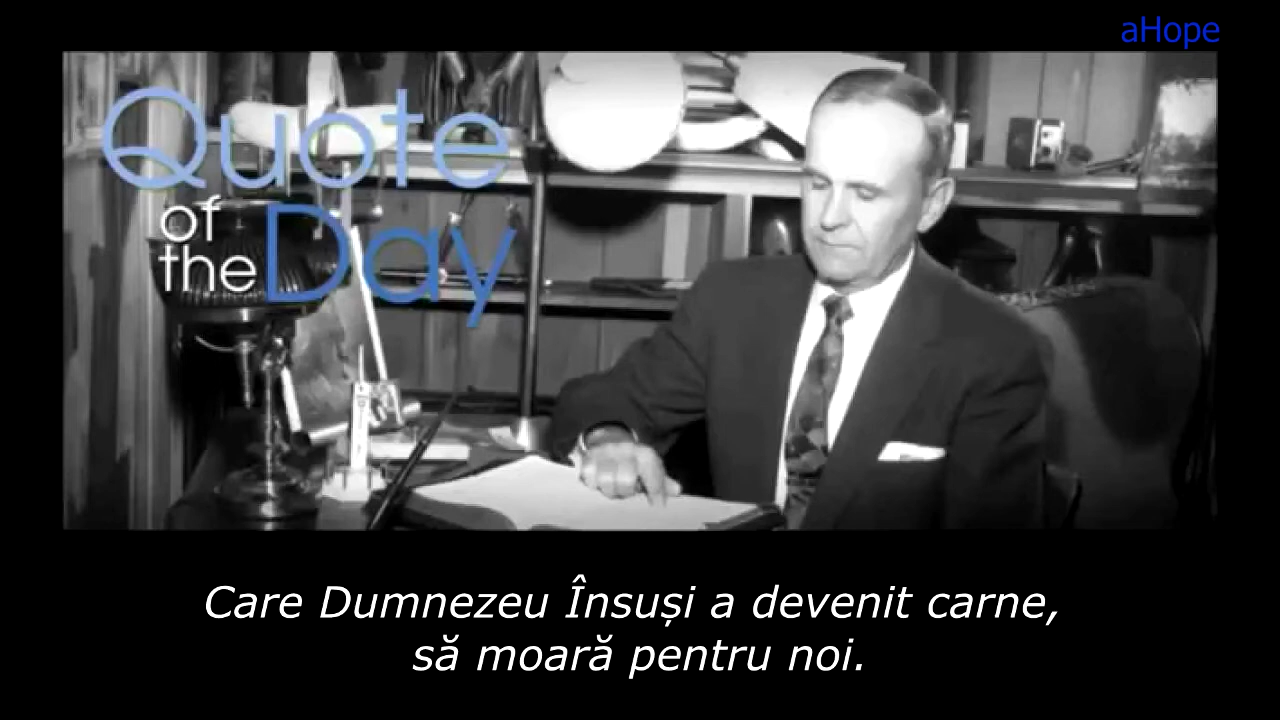 aHope
Quote
of
the Day
Care Dumnezeu Însuși a devenit carne,
să moară pentru noi.